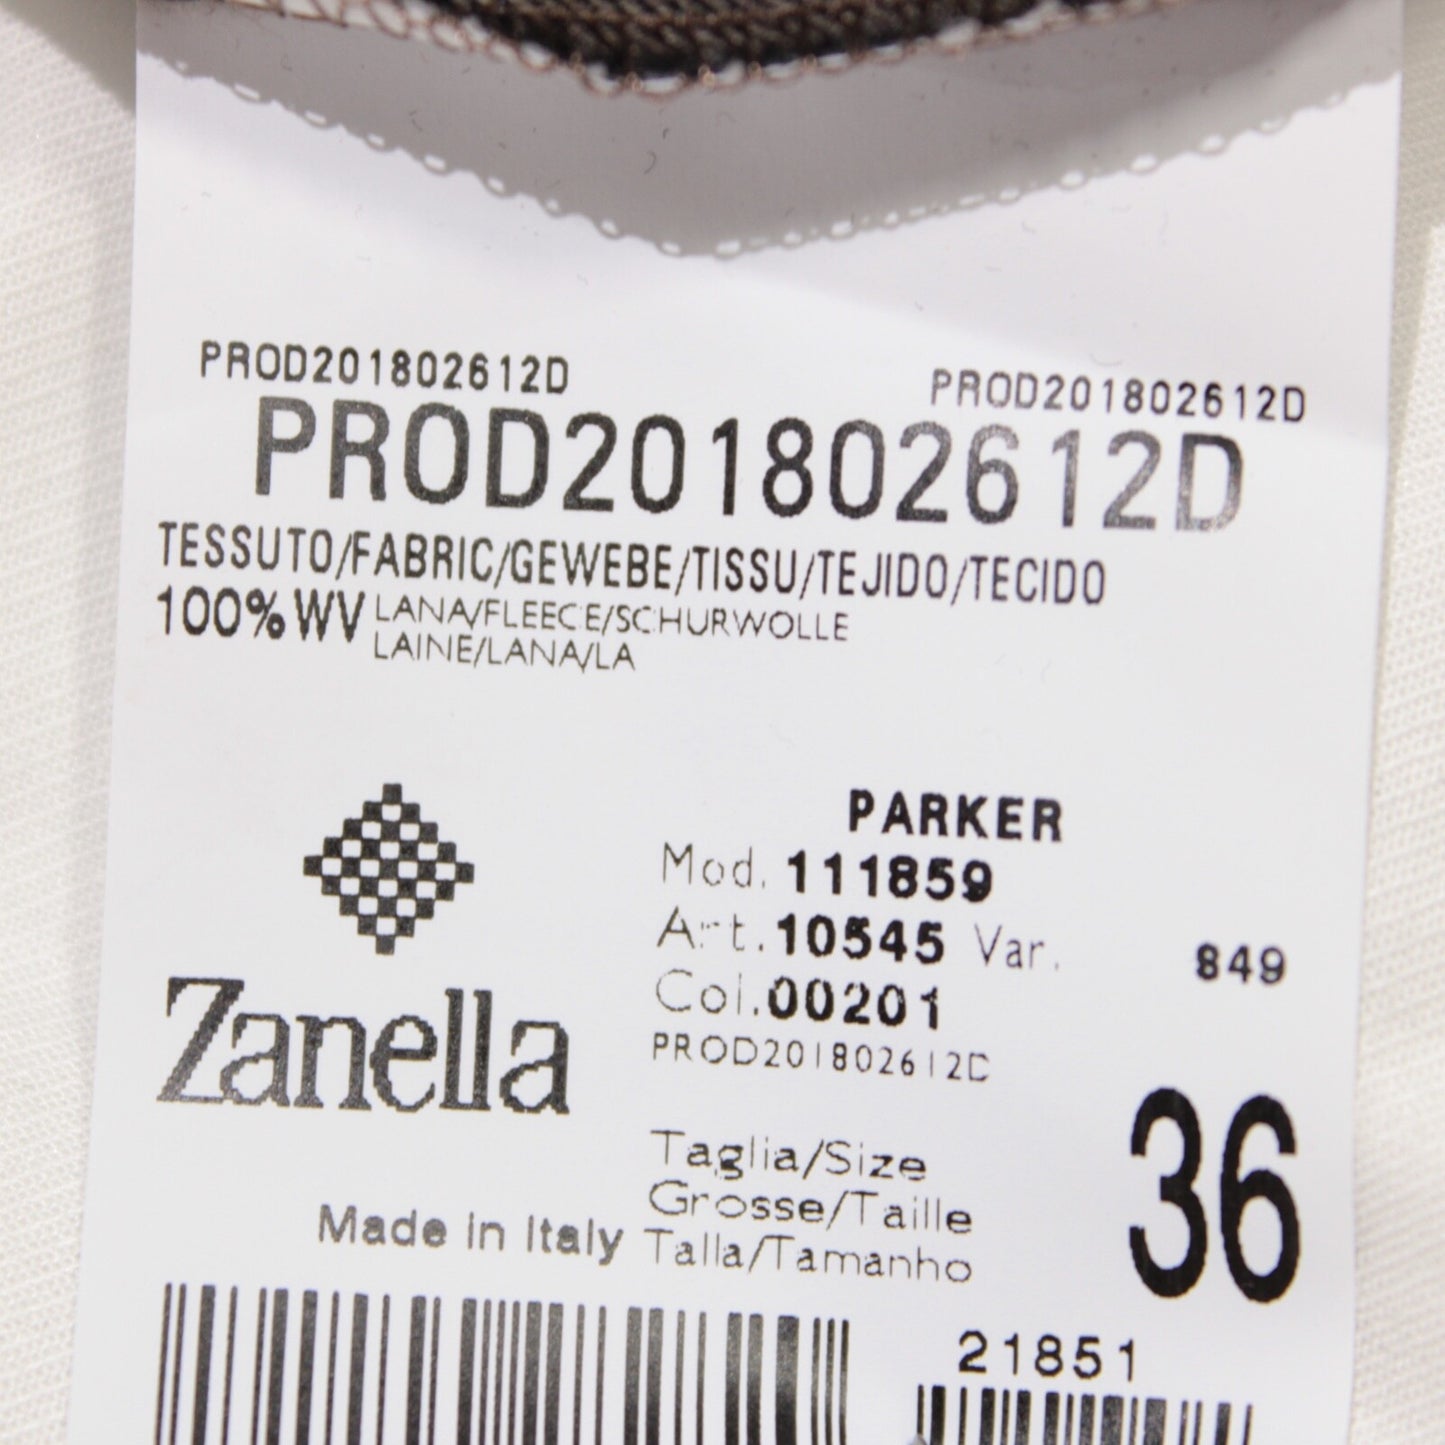 PROD201802612D
PROD201802612D
PROD201802612D
TESSUTO/FABRIC/GEWEBE/TISSU/TEJIDO/TECIDO
100%WV LANA/FLEECE/SCHURWOLLE
LAINE/LANA/LA
PARKER
Mod. 111859
Art. 10545 Var. 849
Col. 00201
PROD201802612D
Zanella
Taglia/Size
Grosse/Taille
Talla/Tamanho
36
Made in Italy
21851